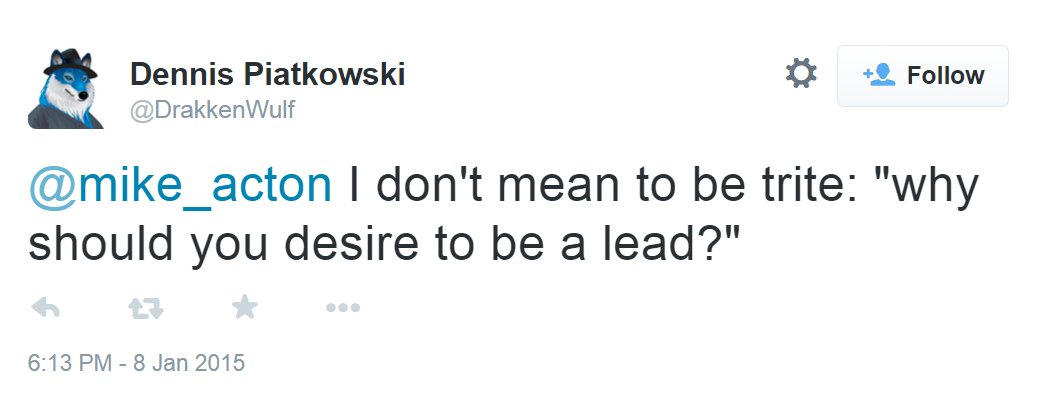 Dennis Piatkowski
@DrakkenWulf
Follow
@mike_acton I don't mean to be trite: "why
should you desire to be a lead?"
6:13 PM - 8 Jan 2015